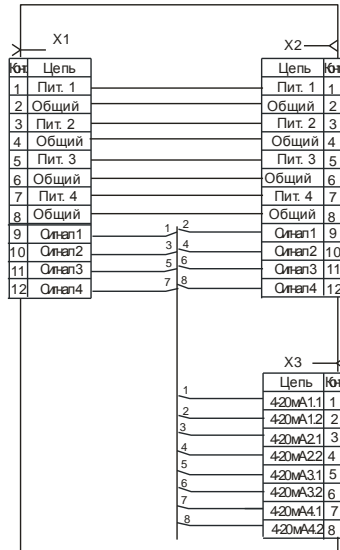 X1
X2
Кон. Цепь
1 Пит. 1
2 Общий
3 Пит. 2
4 Общий
5 Пит. 3
6 Общий
7 Пит. 4
8 Общий
9 Сигнал1
10 Сигнал2
11 Сигнал3
12 Сигнал4
Цепь Кон
Пит. 1 1
Общий 2
Пит. 2 3
Общий 4
Пит. 3 5
Общий 6
Пит. 4 7
Общий 8
Сигнал1 9
Сигнал2 10
Сигнал3 11
Сигнал4 12
1 2
3 4
5 6
7 8
X3
Цепь Кон
4-20мА1.1 1
4-20мА1.2 2
4-20мА2.1 3
4-20мА2.2 4
4-20мА3.1 5
4-20мА3.2 6
4-20мА4.1 7
4-20мА4.2 8
1
2
3
4
5
6
7
8